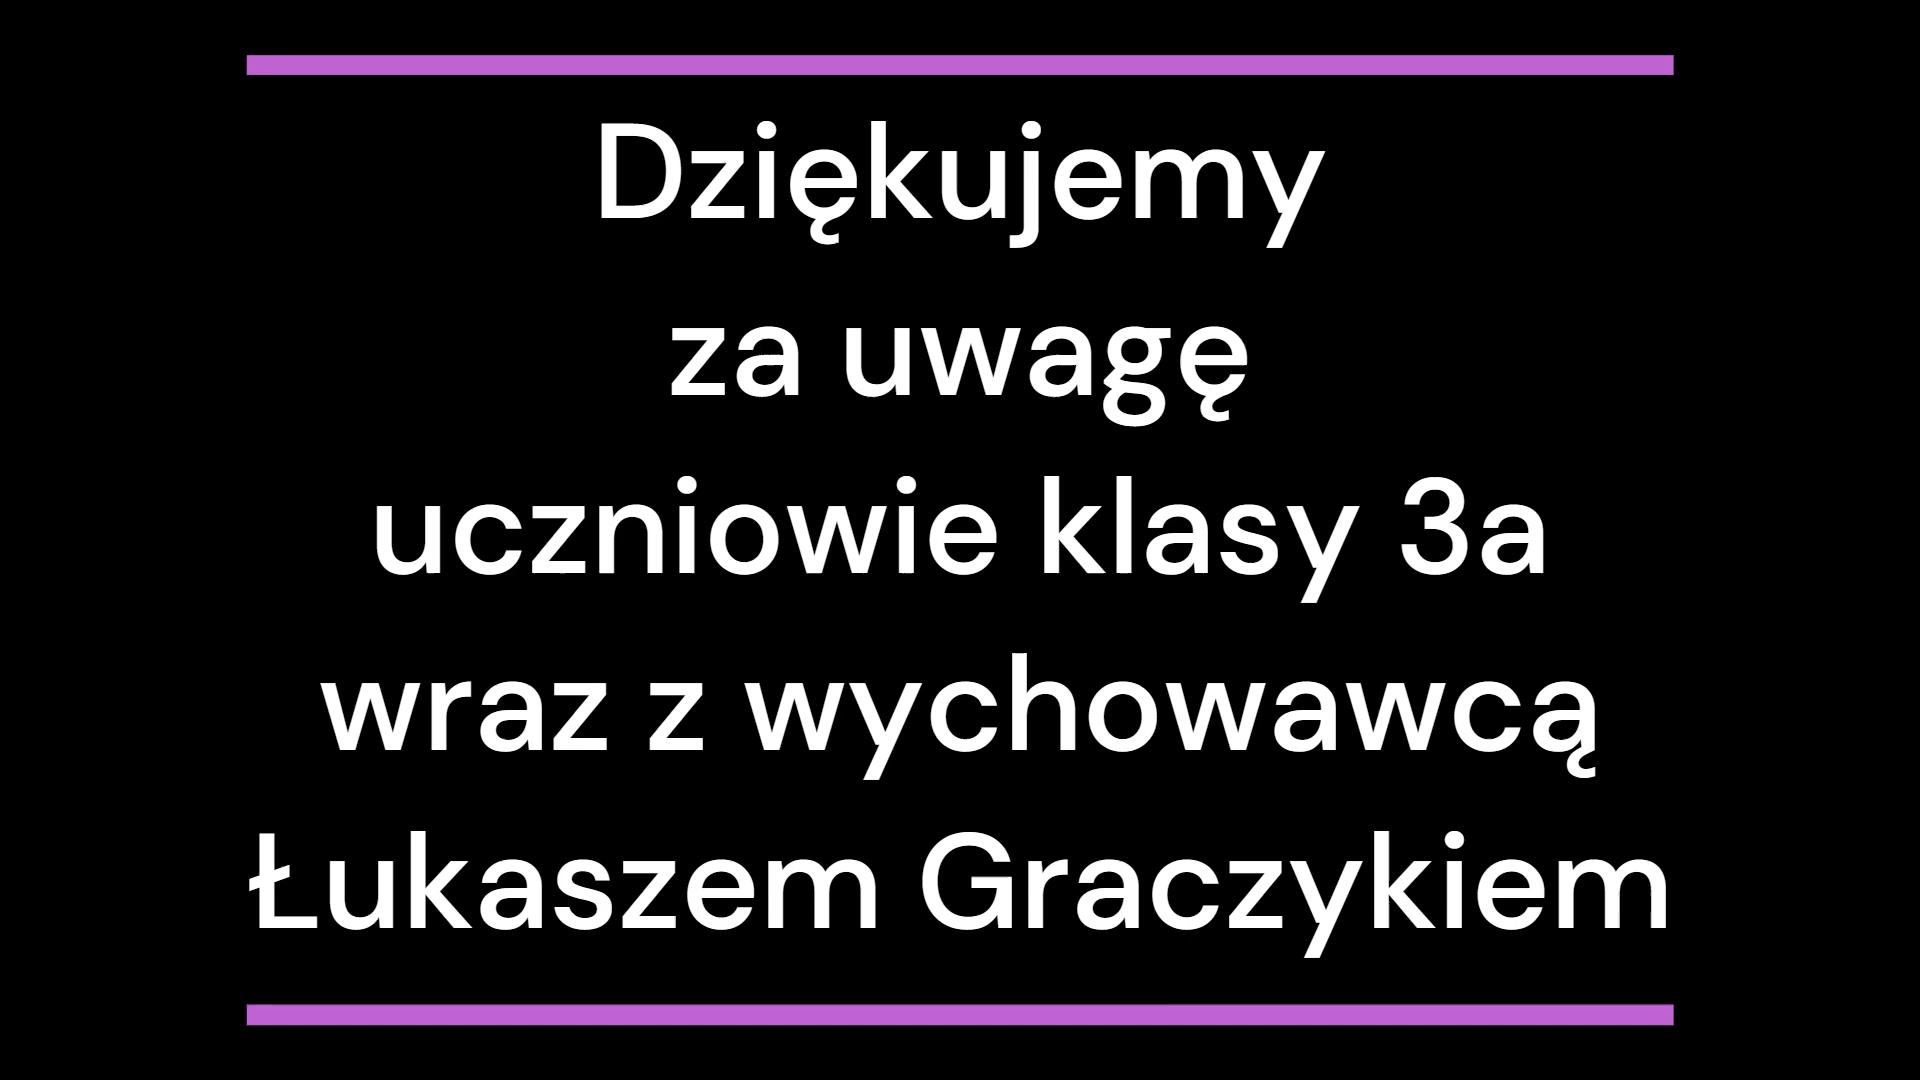 Dziękujemy
za uwagę
uczniowie klasy 3a
wraz z wychowawcą
Łukaszem Graczykiem